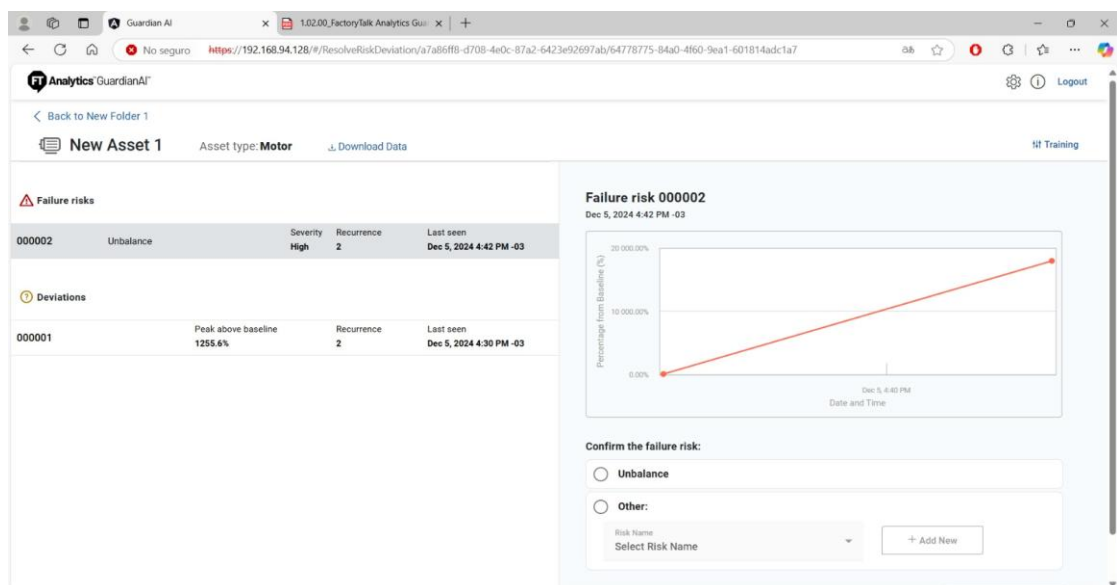 Guardian AI
1.02.00_FactoryTalk Analytics Gua
No seguro
https://192.168.94.128/#/ResolveRiskDeviation/a7a86ff8-d708-4e0c-87a2-6423e92697ab/64778775-84a0-4f60-9ea1-601814adc1a7
FT Analytics™ GuardianAI™
Logout
Back to New Folder 1
New Asset 1
Asset type: Motor
Download Data
Training
Failure risks
000002 Unbalance
Severity
High
Recurrence
2
Last seen
Dec 5, 2024 4:42 PM -03
Deviations
000001
Peak above baseline
1255.6%
Recurrence
2
Last seen
Dec 5, 2024 4:30 PM -03
Failure risk 000002
Dec 5, 2024 4:42 PM -03
Percentage from Baseline (%)
20 000.00%
10 000.00%
0.00%
Dec 5, 4:40 PM
Date and Time
Confirm the failure risk:
Unbalance
Other:
Risk Name
Select Risk Name
+ Add New